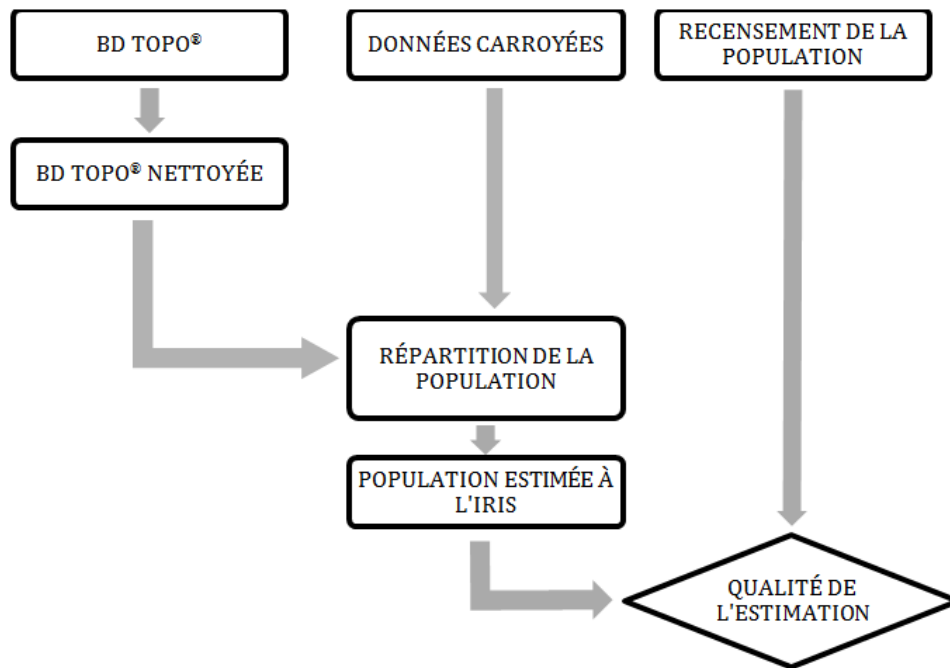 BD TOPO®
DONNÉES CARROYÉES
RECENSEMENT DE LA
POPULATION
BD TOPO® NETTOYÉE
RÉPARTITION DE LA
POPULATION
POPULATION ESTIMÉE À
L'IRIS
QUALITÉ DE
L'ESTIMATION